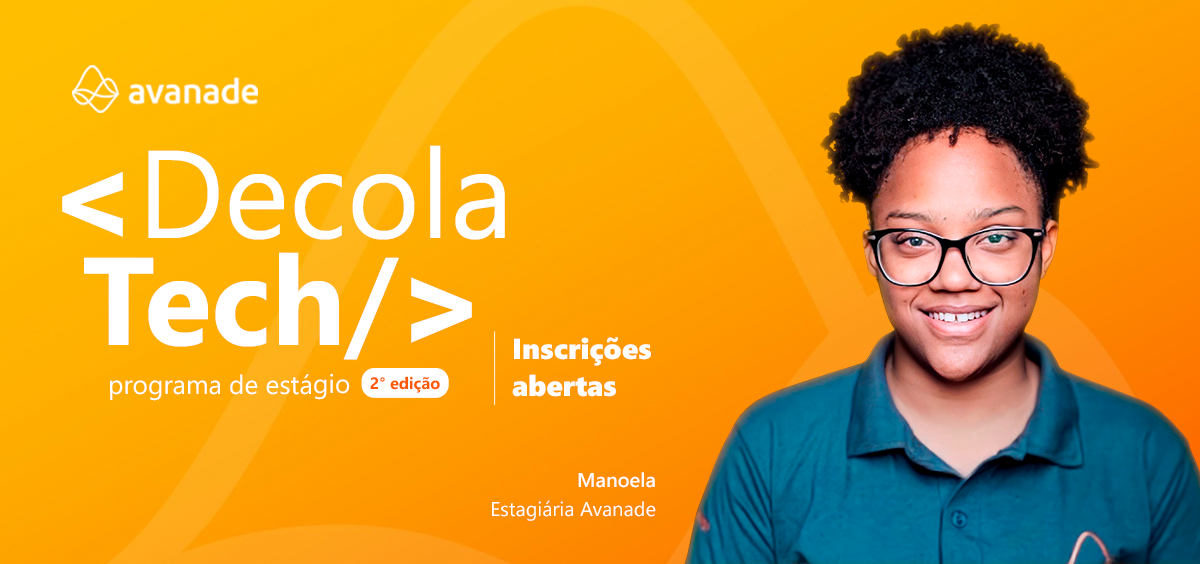 avanade
<Decola
Tech/>
programa de estágio 2° edição
Inscrições
abertas
Manoela
Estagiária Avanade